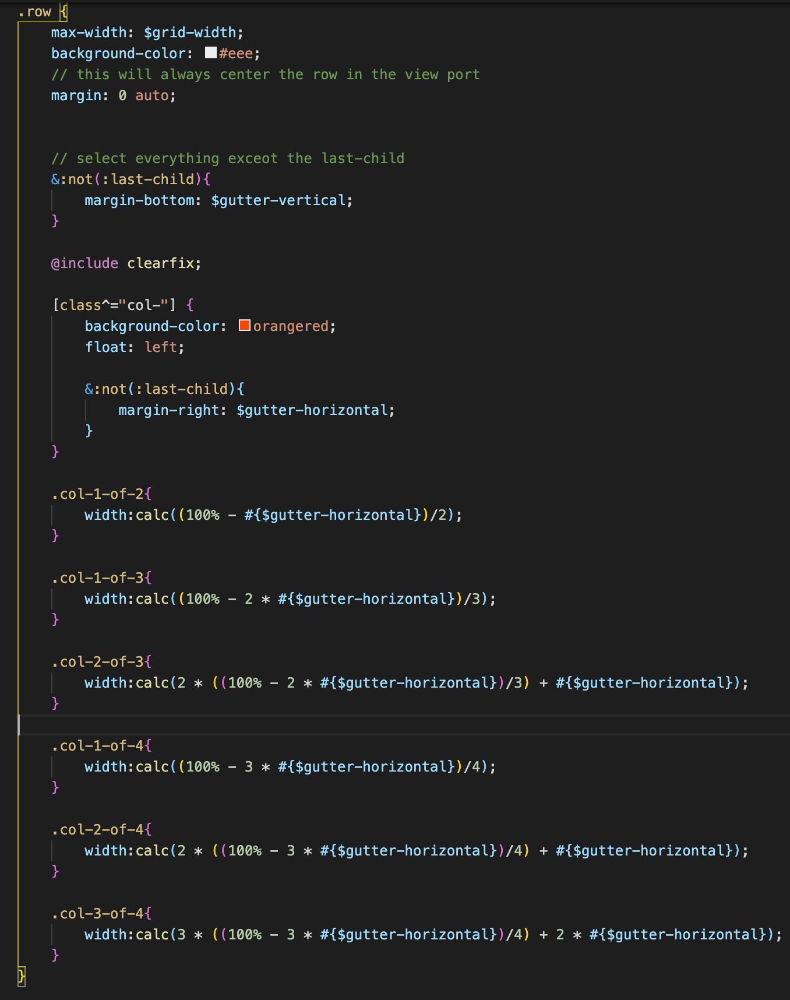 .row {
max-width: $grid-width;
background-color: #eee;
// this will always center the row in the view port
margin: 0 auto;
// select everything exceot the last-child
&:not(:last-child){
margin-bottom: $gutter-vertical;
}
@include clearfix;
[class^="col-"] {
background-color: orangered;
float: left;
&:not(:last-child){
margin-right: $gutter-horizontal;
}
}
.col-1-of-2{
width:calc((100% - #{$gutter-horizontal})/2);
}
.col-1-of-3{
width:calc((100% - 2 * #{$gutter-horizontal})/3);
}
.col-2-of-3{
width:calc(2 * ((100% - 2 * #{$gutter-horizontal})/3) + #{$gutter-horizontal});
}
.col-1-of-4{
width:calc((100% - 3 * #{$gutter-horizontal})/4);
}
.col-2-of-4{
width:calc(2 * ((100% - 3 * #{$gutter-horizontal})/4) + #{$gutter-horizontal});
}
.col-3-of-4{
width:calc(3 * ((100% - 3 * #{$gutter-horizontal})/4) + 2 * #{$gutter-horizontal});
}
}